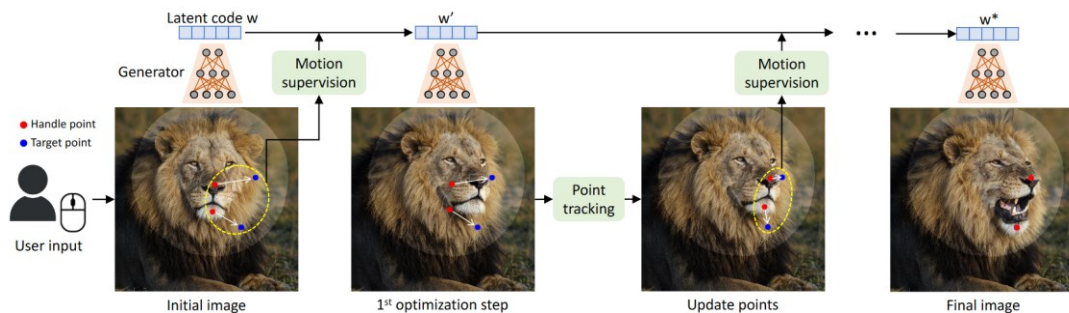 Latent code w
w’
w*
Generator
Motion
supervision
Motion
supervision
...
Handle point
Target point
User input
Point
tracking
Initial image
1st optimization step
Update points
Final image